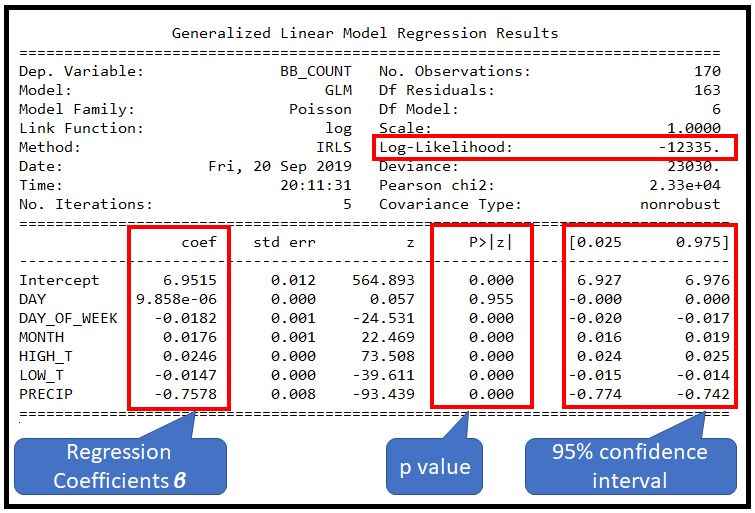 Generalized Linear Model Regression Results
==============================================================================
Dep. Variable: BB_COUNT No. Observations: 170
Model: GLM Df Residuals: 163
Model Family: Poisson Df Model: 6
Link Function: log Scale: 1.0000
Method: IRLS Log-Likelihood: -12335.
Date: Fri, 20 Sep 2019 Deviance: 23030.
Time: 20:11:31 Pearson chi2: 2.33e+04
No. Iterations: 5 Covariance Type: nonrobust
==============================================================================
coef std err z P>|z| [0.025 0.975]
------------------------------------------------------------------------------
Intercept 6.9515 0.012 564.893 0.000 6.927 6.976
DAY 9.858e-06 0.000 0.057 0.955 -0.000 0.000
DAY_OF_WEEK -0.0182 0.001 -24.531 0.000 -0.020 -0.017
MONTH 0.0176 0.001 22.469 0.000 0.016 0.019
HIGH_T 0.0246 0.000 73.508 0.000 0.024 0.025
LOW_T -0.0147 0.000 -39.611 0.000 -0.015 -0.014
PRECIP -0.7578 0.008 -93.439 0.000 -0.774 -0.742
==============================================================================
Regression
Coefficients β
p value
95% confidence
interval